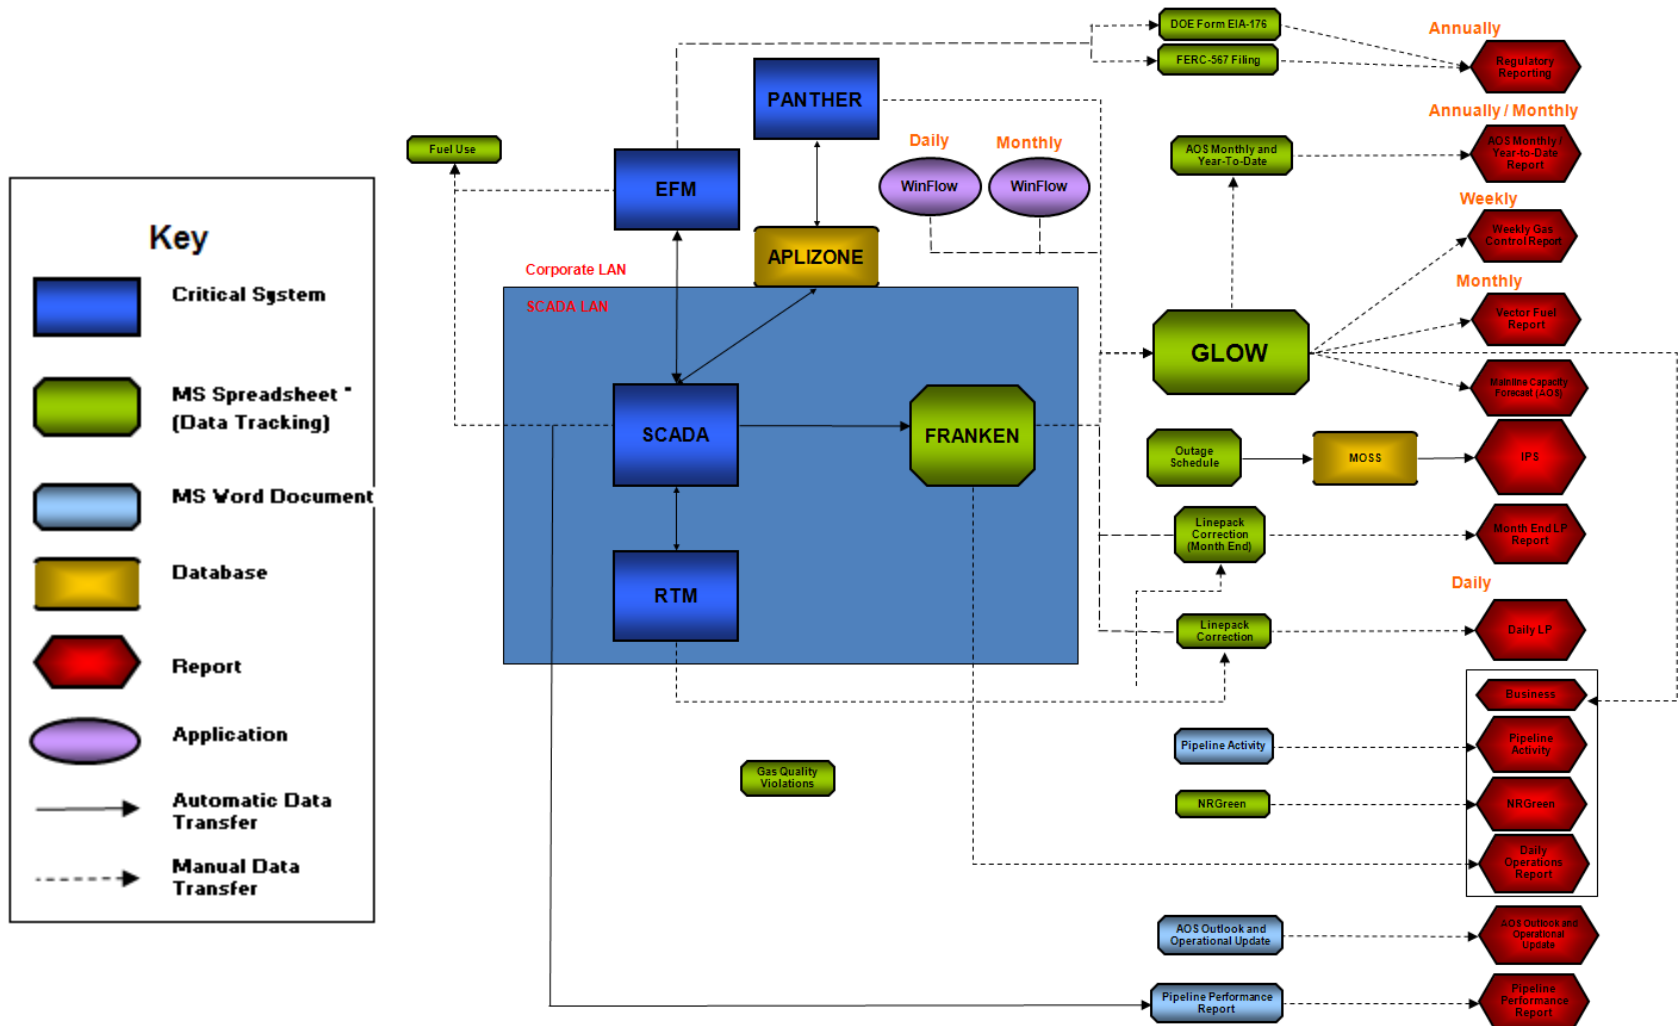 Key
Critical System
MS Spreadsheet "
(Data Tracking)
MS Word Document
Database
Report
Application
Automatic Data
Transfer
Manual Data
Transfer
Fuel Use
EFM
PANTHER
APLIZONE
Corporate LAN
SCADA LAN
SCADA
RTM
FRANKEN
Daily
WinFlow
Monthly
WinFlow
DOE Form EIA-176
FERC-567 Filing
Annually
Regulatory
Reporting
Annually / Monthly
AOS Monthly and
Year-To-Date
AOS Monthly /
Year-to-Date
Report
Weekly
Weekly Gas
Control Report
Monthly
Vector Fuel
Report
GLOW
Mainline Capacity
Forecast (AOS)
Outage
Schedule
MOSS
IPS
Linepack
Correction
(Month End)
Month End LP
Report
Daily
Linepack
Correction
Daily LP
Business
Pipeline Activity
Pipeline
Activity
Gas Quality
Violations
NRGreen
NRGreen
Daily
Operations
Report
AOS Outlook and
Operational Update
AOS Outlook and
Operational
Update
Pipeline Performance
Report
Pipeline
Performance
Report